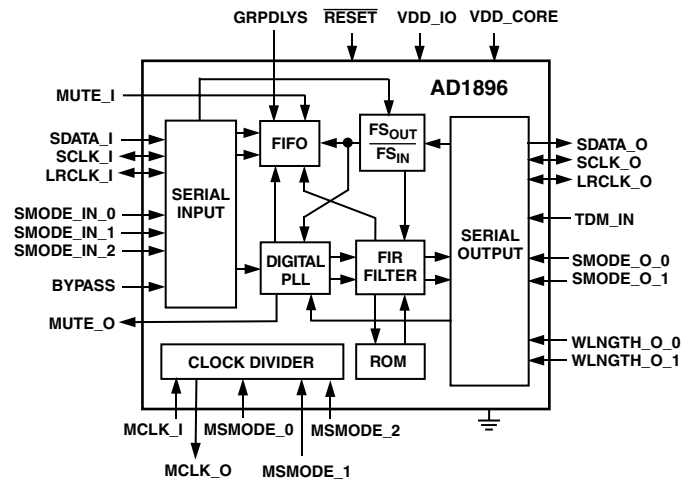 GRPDLYS RESET VDD_IO VDD_CORE
AD1896
MUTE_I
SDATA_I
SCLK_I
LRCLK_I
SMODE_IN_0
SMODE_IN_1
SMODE_IN_2
BYPASS
MUTE_O
SERIAL
INPUT
FIFO
FSOUT
FSIN
DIGITAL
PLL
FIR
FILTER
ROM
CLOCK DIVIDER
SERIAL
OUTPUT
SDATA_O
SCLK_O
LRCLK_O
TDM_IN
SMODE_O_0
SMODE_O_1
WLNGTH_O_0
WLNGTH_O_1
MCLK_I
MSMODE_0
MSMODE_2
MCLK_O
MSMODE_1